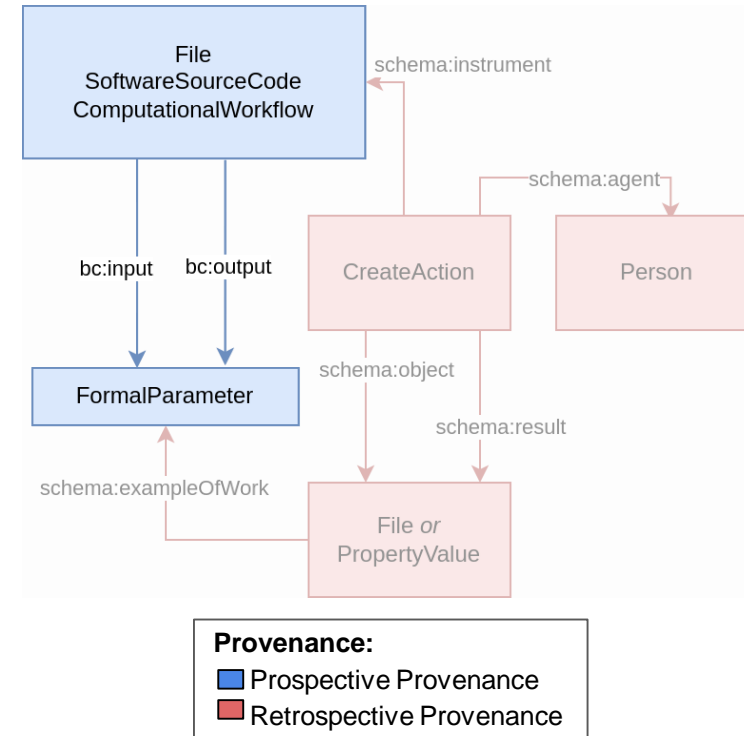 File
SoftwareSourceCode
ComputationalWorkflow
schema:instrument
schema:agent
bc:input
bc:output
CreateAction
Person
schema:object
FormalParameter
schema:result
schema:exampleOfWork
File or
PropertyValue
Provenance:
Prospective Provenance
Retrospective Provenance